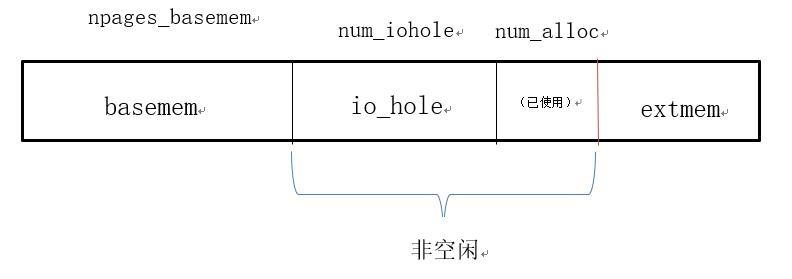 npages_basemem↵
num_iohole↵
num_alloc↵
basemem↵
io_hole↵
（已使用）↵
extmem↵
非空闲↵